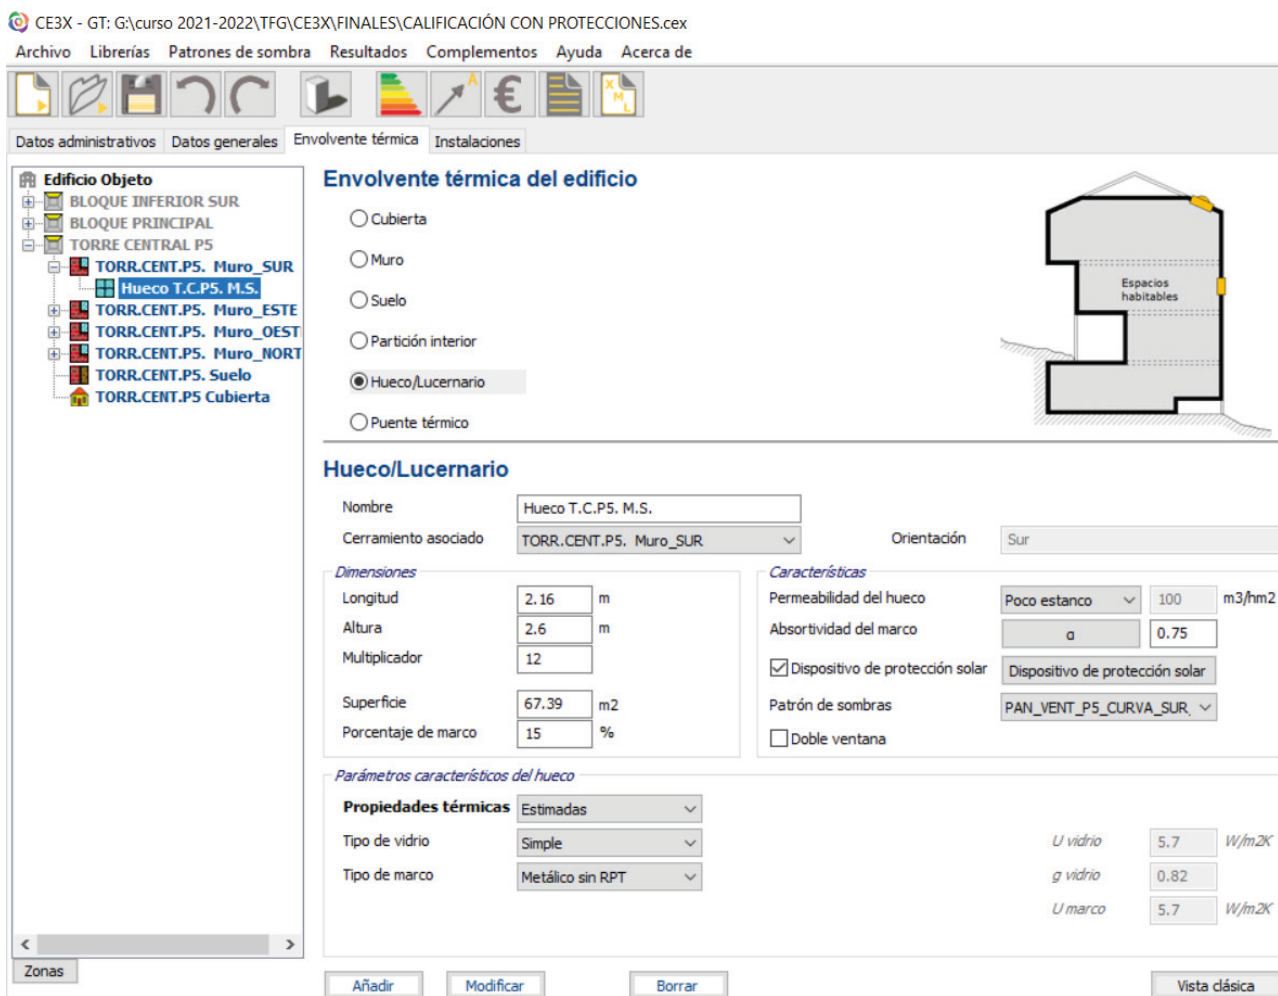 CE3X - GT: G:\curso 2021-2022\TFG\CE3X\FINALES\CALIFICACIÓN CON PROTECCIONES.cex
Archivo Librerías Patrones de sombra Resultados Complementos Ayuda Acerca de
A € X M L
Datos administrativos Datos generales Envolvente térmica Instalaciones
Edificio Objeto
BLOQUE INFERIOR SUR
BLOQUE PRINCIPAL
TORRE CENTRAL P5
TORR.CENT.P5. Muro_SUR
Hueco T.C.P5. M.S.
TORR.CENT.P5. Muro_ESTE
TORR.CENT.P5. Muro_OEST
TORR.CENT.P5. Muro_NORT
TORR.CENT.P5. Suelo
TORR.CENT.P5 Cubierta
Zonas
Envolvente térmica del edificio
Cubierta
Muro
Suelo
Partición interior
Hueco/Lucernario
Puente térmico
Espacios
habitables
Hueco/Lucernario
Nombre Hueco T.C.P5. M.S.
Cerramiento asociado TORR.CENT.P5. Muro_SUR Orientación Sur
Dimensiones
Longitud 2.16 m
Altura 2.6 m
Multiplicador 12
Superficie 67.39 m2
Porcentaje de marco 15 %
Características
Permeabilidad del hueco Poco estanco 100 m3/hm2
Absortividad del marco α 0.75
Dispositivo de protección solar Dispositivo de protección solar
Patrón de sombras PAN_VENT_P5_CURVA_SUR_
Doble ventana
Parámetros característicos del hueco
Propiedades térmicas Estimadas
Tipo de vidrio Simple U vidrio 5.7 W/m2K
Tipo de marco Metálico sin RPT g vidrio 0.82
U marco 5.7 W/m2K
Añadir Modificar Borrar Vista clásica